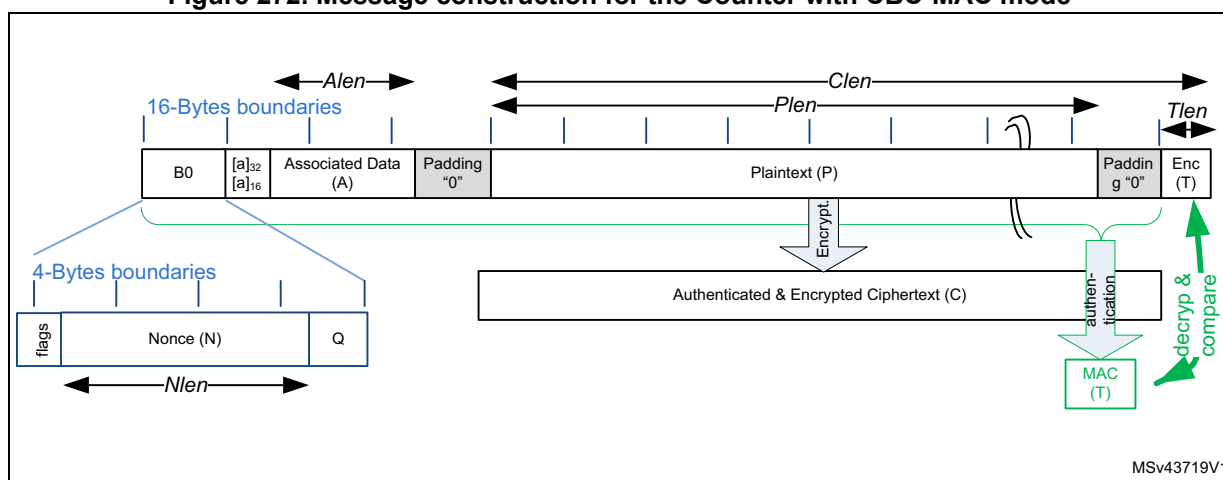 Figure 272. Message construction for the Counter with CBC-MAC mode
Alen
Clen
16-Bytes boundaries
Plen
Tlen
B0
[a]32
[a]16
Associated Data
(A)
Padding
"0"
Plaintext (P)
Paddin
g "0"
Enc
(T)
Encrypt.
4-Bytes boundaries
Authenticated & Encrypted Ciphertext (C)
authen-
tication
decryp &
compare
flags
Nonce (N)
Q
Nlen
MAC
(T)
MSv43719V1